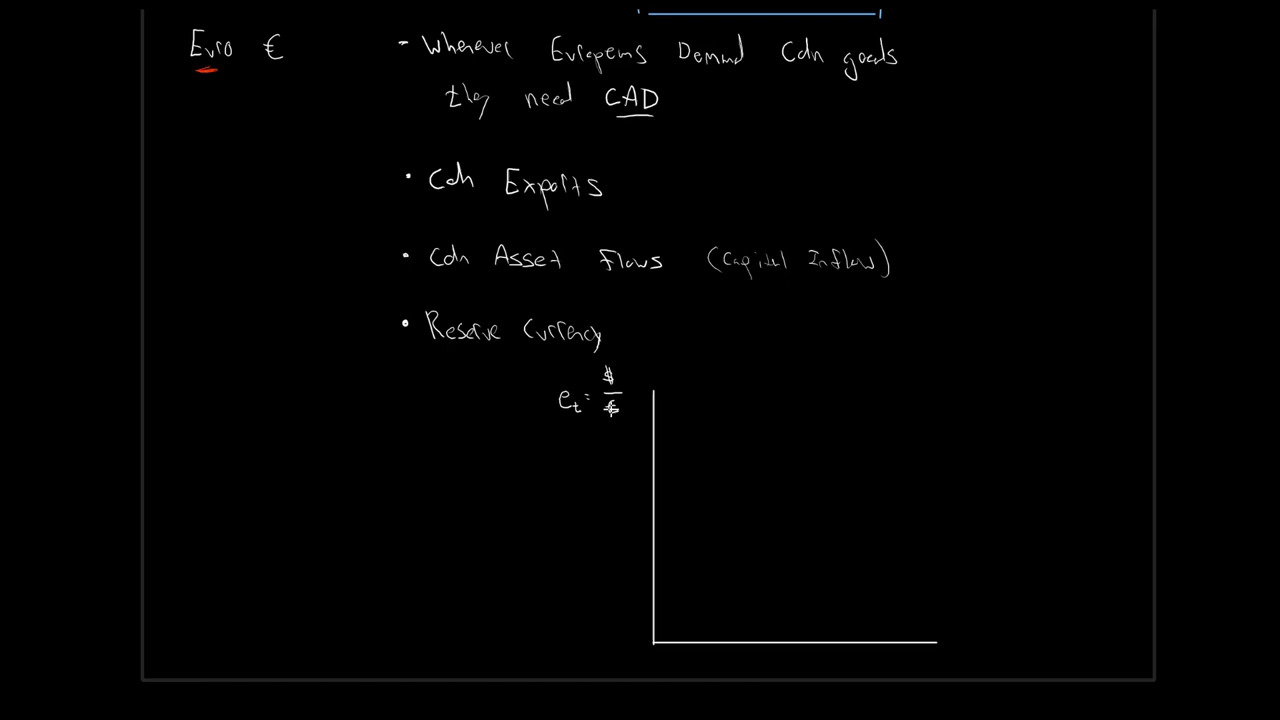 Euro €
- Whenever Europeans Demand Cdn goods
they need CAD
• Cdn Exports
• Cdn Asset flows (Capital Inflow)
• Reserve Currency
et = $/€